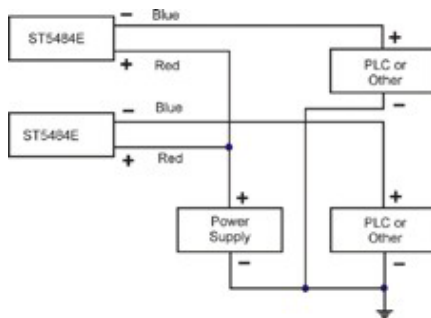 − Blue
ST5484E
+ Red
+
PLC or
Other
−
− Blue
ST5484E
+ Red
+
Power
Supply
−
+
PLC or
Other
−